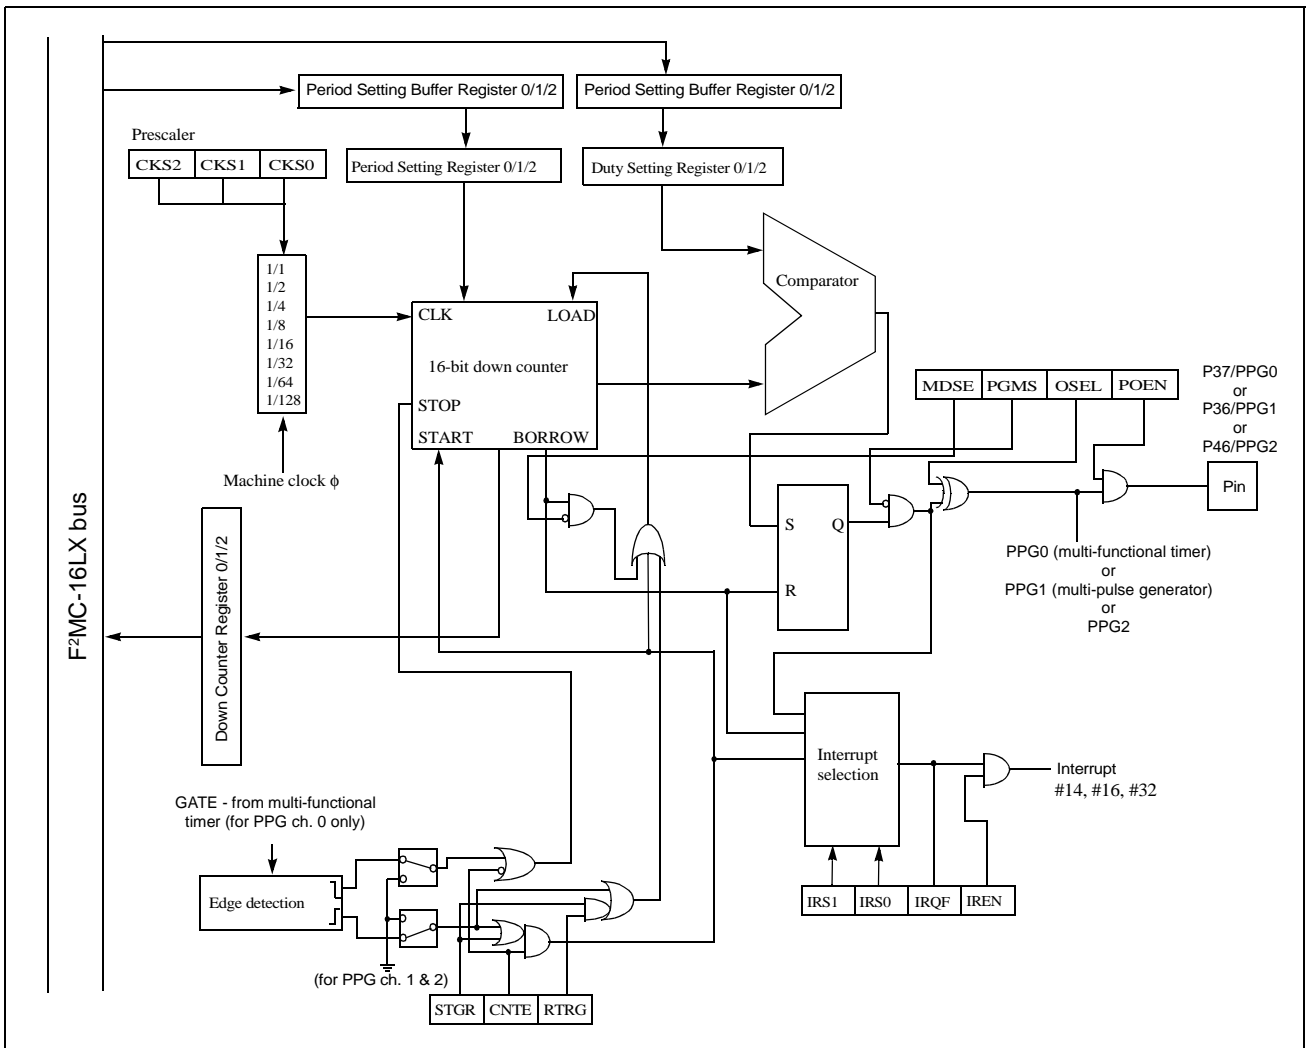 Period Setting Buffer Register 0/1/2
Period Setting Buffer Register 0/1/2
Prescaler
CKS2 CKS1 CKS0
Period Setting Register 0/1/2
Duty Setting Register 0/1/2
1/1
1/2
1/4
1/8
1/16
1/32
1/64
1/128
Machine clock ϕ
CLK LOAD
16-bit down counter
STOP
START BORROW
Comparator
MDSE PGMS OSEL POEN
P37/PPG0
or
P36/PPG1
or
P46/PPG2
Pin
S Q
R
PPG0 (multi-functional timer)
or
PPG1 (multi-pulse generator)
or
PPG2
F²MC-16LX bus
Down Counter Register 0/1/2
Interrupt
selection
Interrupt
#14, #16, #32
IRS1 IRS0 IRQF IREN
GATE - from multi-functional
timer (for PPG ch. 0 only)
Edge detection
(for PPG ch. 1 & 2)
STGR CNTE RTRG